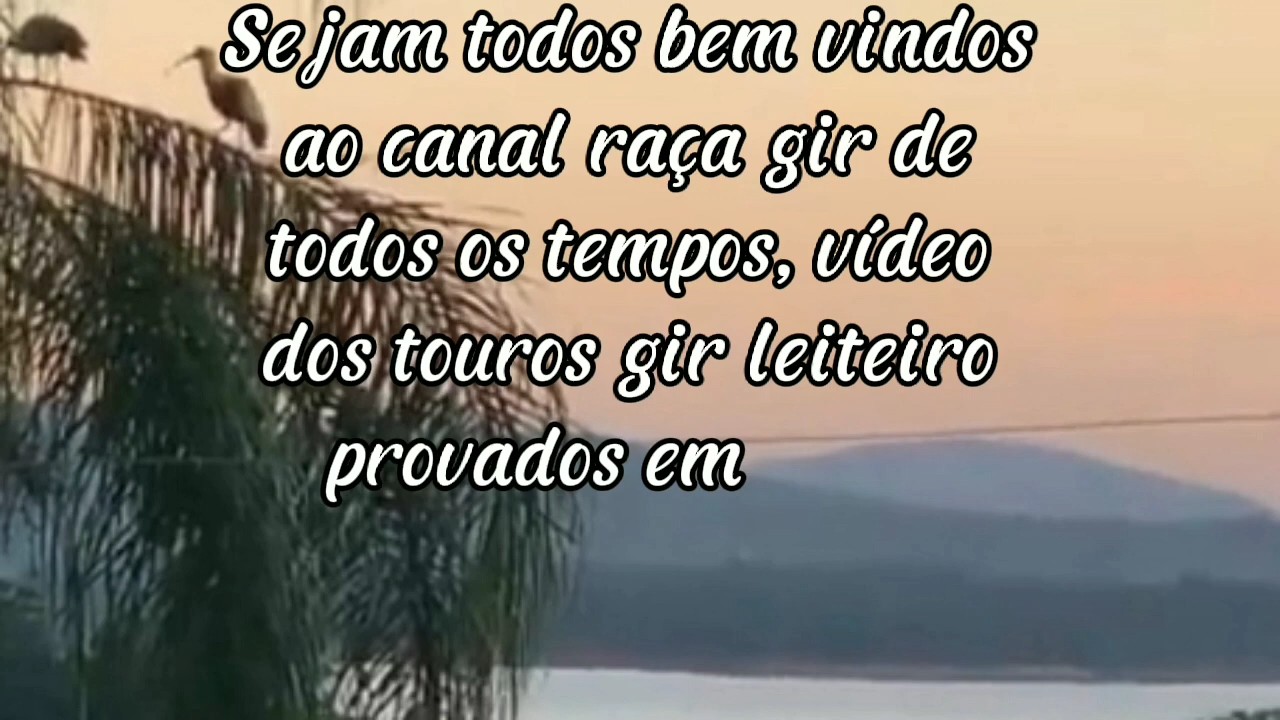 Sejam todos bem vindos
ao canal raça gir de
todos os tempos, vídeo
dos touros gir leiteiro
provados em